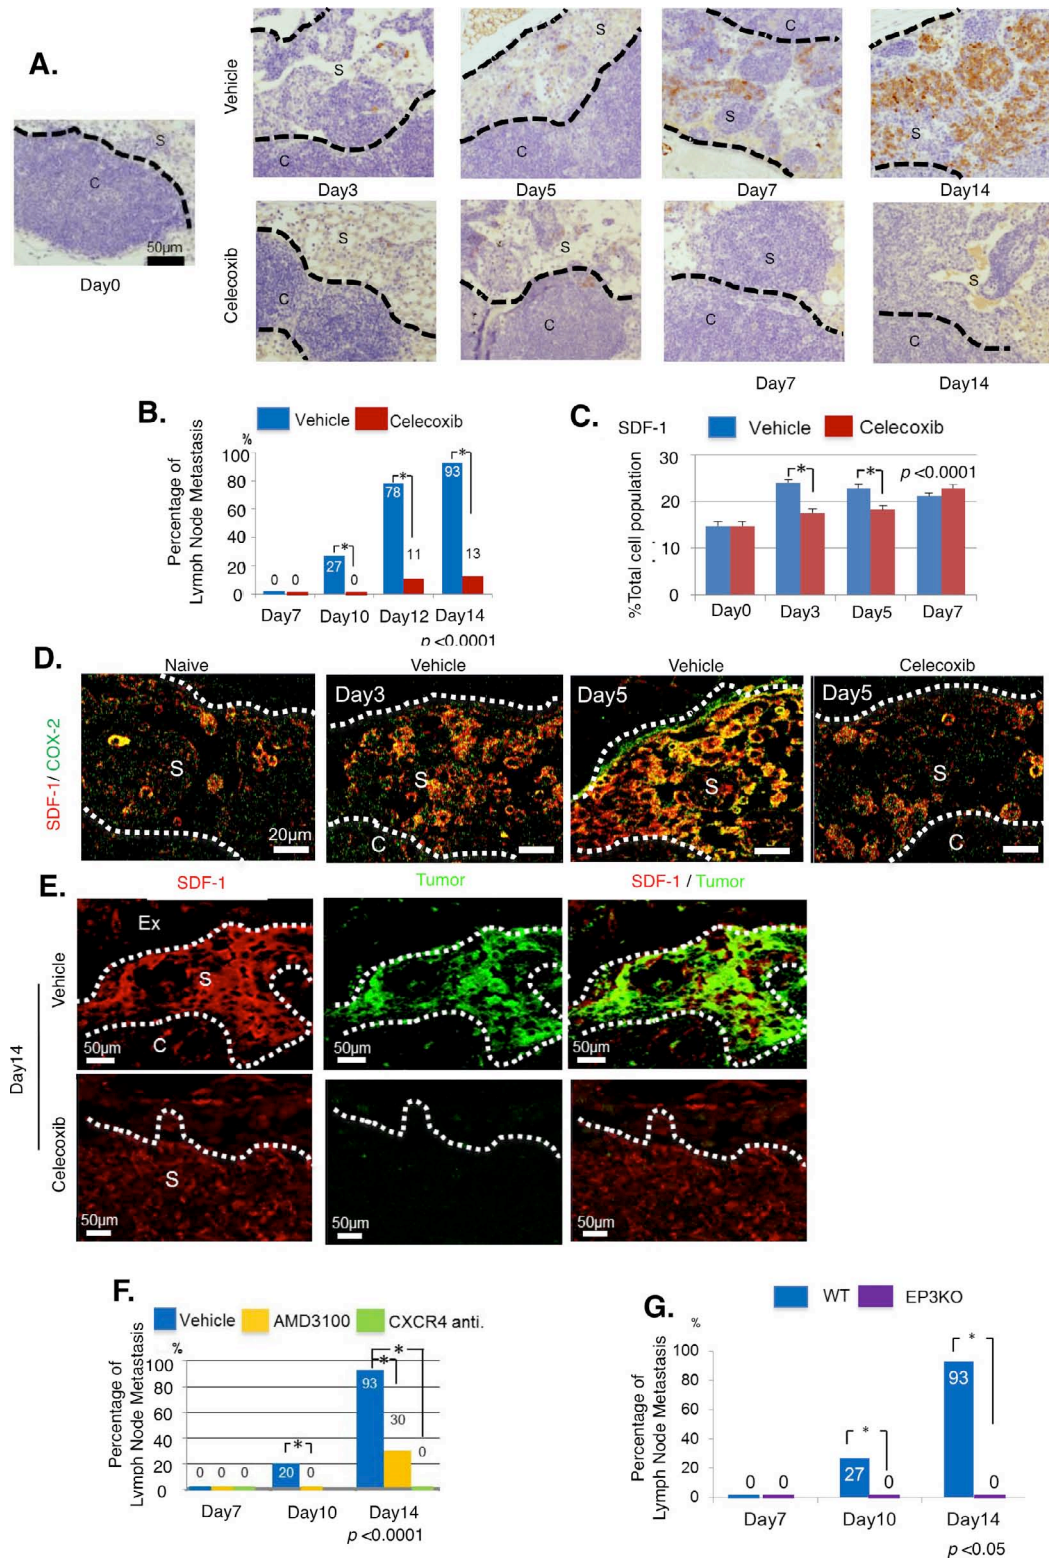 A.
Vehicle
S
S
S
C
S
C
C
C
S
S
C
50µm
Day0
Day3
Day5
Day7
Day14
Celecoxib
S
C
S
C
S
C
S
C
Day7
Day14
B.
Vehicle
Celecoxib
Percentage of
Lymph Node Metastasis
%
100
80
60
40
20
0
0
0
27
*
0
78
*
11
93
*
13
Day7
Day10
Day12
Day14
p <0.0001
C.
SDF-1
Vehicle
Celecoxib
%Total cell population
30
20
10
0
*
*
p <0.0001
Day0
Day3
Day5
Day7
D.
Naive
Vehicle
Vehicle
Celecoxib
SDF-1/ COX-2
S
20µm
Day3
S
C
Day5
S
Day5
S
C
E.
SDF-1
Tumor
SDF-1 / Tumor
Day14
Vehicle
Ex
S
C
50µm
50µm
50µm
Celecoxib
S
50µm
50µm
50µm
F.
Vehicle
AMD3100
CXCR4 anti.
Percentage of
Lymph Node Metastasis
%
100
80
60
40
20
0
0
0
0
20
*
0
93
*
*
30
0
Day7
Day10
Day14
p <0.0001
G.
WT
EP3KO
Percentage of
Lymph Node Metastasis
%
100
80
60
40
20
0
0
0
27
*
0
93
*
0
Day7
Day10
Day14
p <0.05